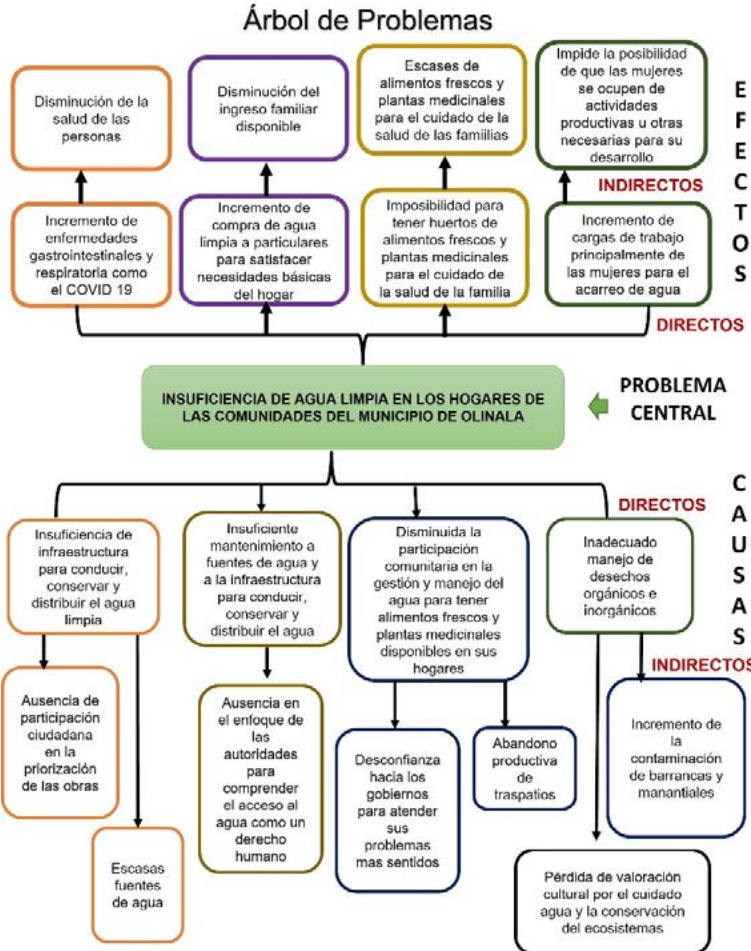 Árbol de Problemas
Disminución de la
salud de las
personas
Disminución del
ingreso familiar
disponible
Escases de
alimentos frescos y
plantas medicinales
para el cuidado de la
salud de las famiilias
Impide la posibilidad
de que las mujeres
se ocupen de
actividades
productivas u otras
necesarias para su
desarrollo
EFECTOS
INDIRECTOS
Incremento de
enfermedades
gastrointestinales y
respiratoria como
el COVID 19
Incremento de
compra de agua
limpia a particulares
para satisfacer
necesidades básicas
del hogar
Imposibilidad para
tener huertos de
alimentos frescos y
plantas medicinales
para el cuidado de
la salud de la familia
Incremento de
cargas de trabajo
principalmente de
las mujeres para el
acarreo de agua
DIRECTOS
INSUFICIENCIA DE AGUA LIMPIA EN LOS HOGARES DE
LAS COMUNIDADES DEL MUNICIPIO DE OLINALA
PROBLEMA
CENTRAL
CAUSAS
DIRECTOS
Insuficiencia de
infraestructura
para conducir,
conservar y
distribuir el agua
limpia
Insuficiente
mantenimiento a
fuentes de agua y
a la infraestructura
para conducir,
conservar y
distribuir el agua
Disminuida la
participación
comunitaria en la
gestión y manejo del
agua para tener
alimentos frescos y
plantas medicinales
disponibles en sus
hogares
Inadecuado
manejo de
desechos
orgánicos e
inorgánicos
INDIRECTOS
Ausencia de
participación
ciudadana
en la
priorización
de las obras
Escasas
fuentes
de agua
Ausencia en
el enfoque de
las
autoridades
para
comprender
el acceso al
agua como un
derecho
humano
Desconfianza
hacia los
gobiernos
para atender
sus
problemas
mas sentidos
Abandono
productiva
de
traspatios
Incremento de
la
contaminación
de barrancas y
manantiales
Pérdida de valoración
cultural por el cuidado
agua y la conservación
del ecosistemas